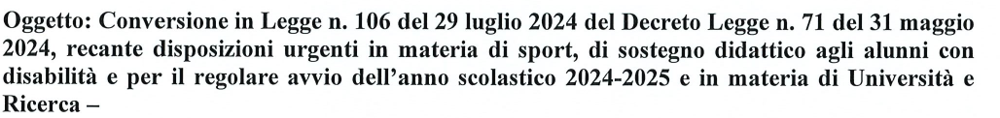 Oggetto: Conversione in Legge n. 106 del 29 luglio 2024 del Decreto Legge n. 71 del 31 maggio
2024, recante disposizioni urgenti in materia di sport, di sostegno didattico agli alunni con
disabilità e per il regolare avvio dell’anno scolastico 2024-2025 e in materia di Università e
Ricerca –